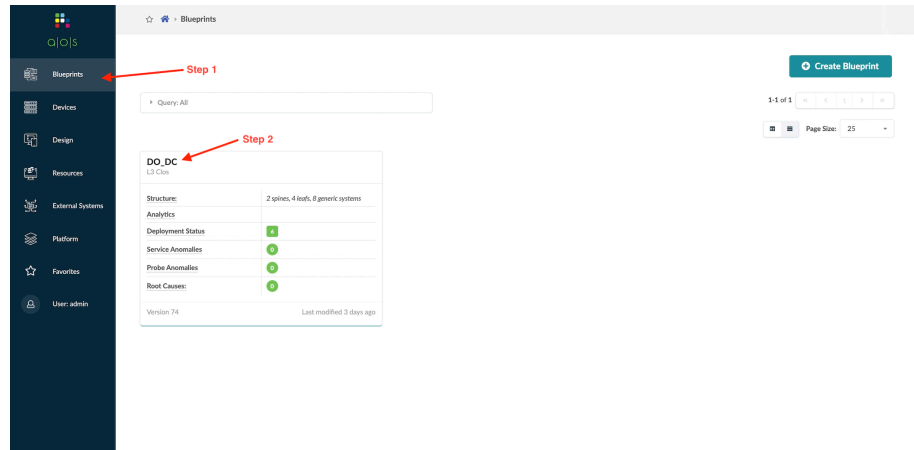 Blueprints
a|o|s
Blueprints
Step 1
Create Blueprint
Devices
Query: All
1-1 of 1
1
Page Size: 25
Design
Step 2
DO_DC
L3 Clos
Resources
Structure: 2 spines, 4 leafs, 8 generic systems
External Systems
Analytics
Deployment Status 6
Platform
Service Anomalies 0
Probe Anomalies 0
Favorites
Root Causes: 0
User: admin
Version 74 Last modified 3 days ago